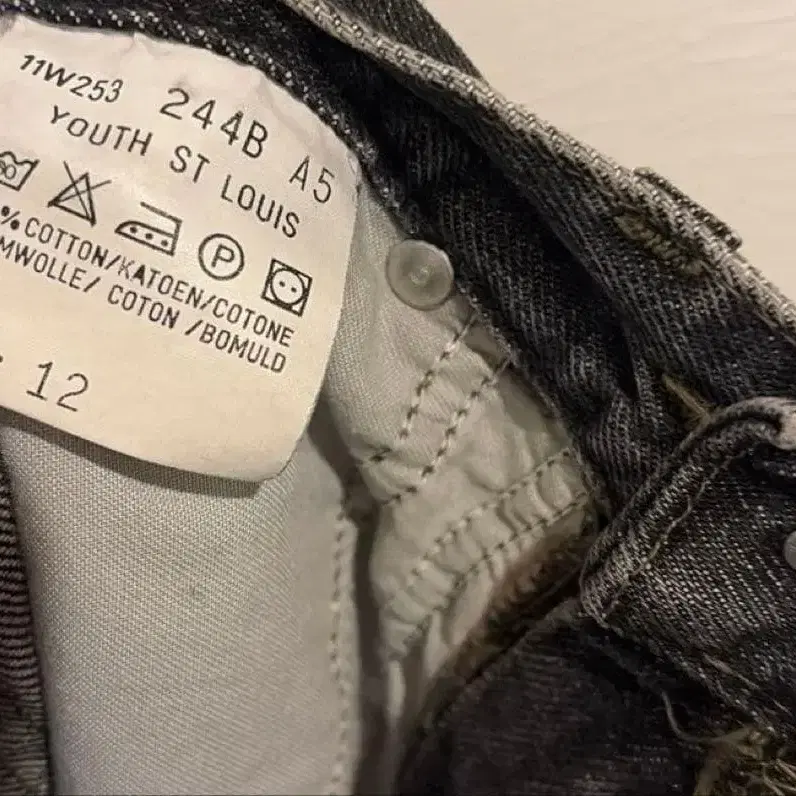 11W253 244B A5
YOUTH ST LOUIS
P
% COTTON/KATOEN/COTONE
MWOLLE/ COTON /BOMULD
12